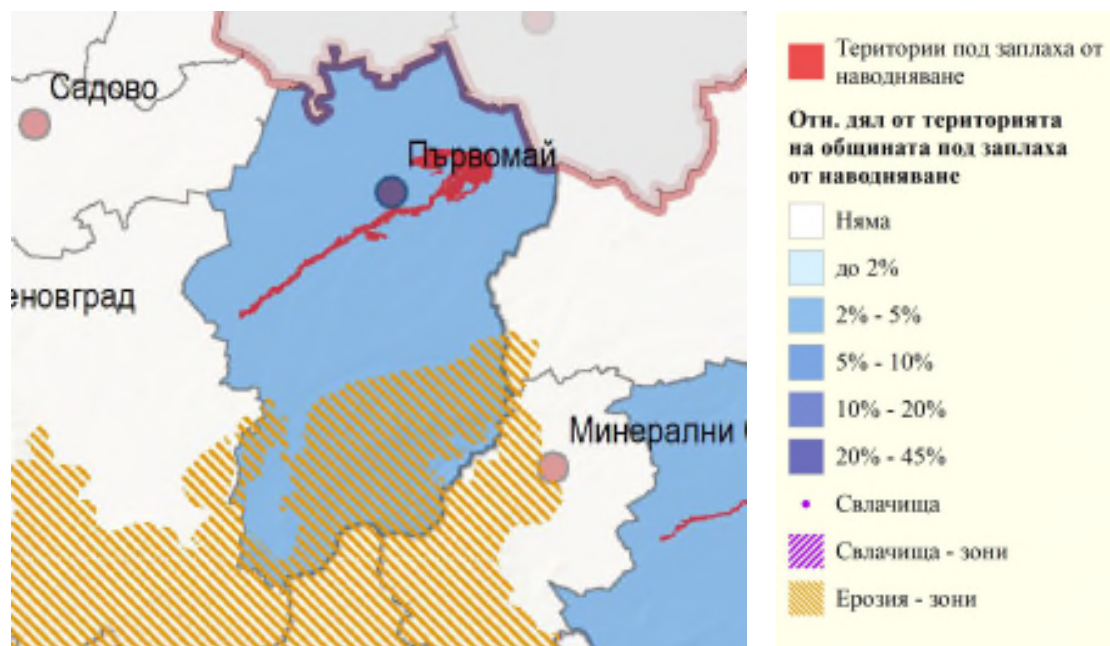 Садово
Първомай
еновград
Минерални
Територии под заплаха от
наводняване
Отн. дял от територията
на общината под заплаха
от наводняване
Няма
до 2%
2% - 5%
5% - 10%
10% - 20%
20% - 45%
Свлачища
Свлачища - зони
Ерозия - зони